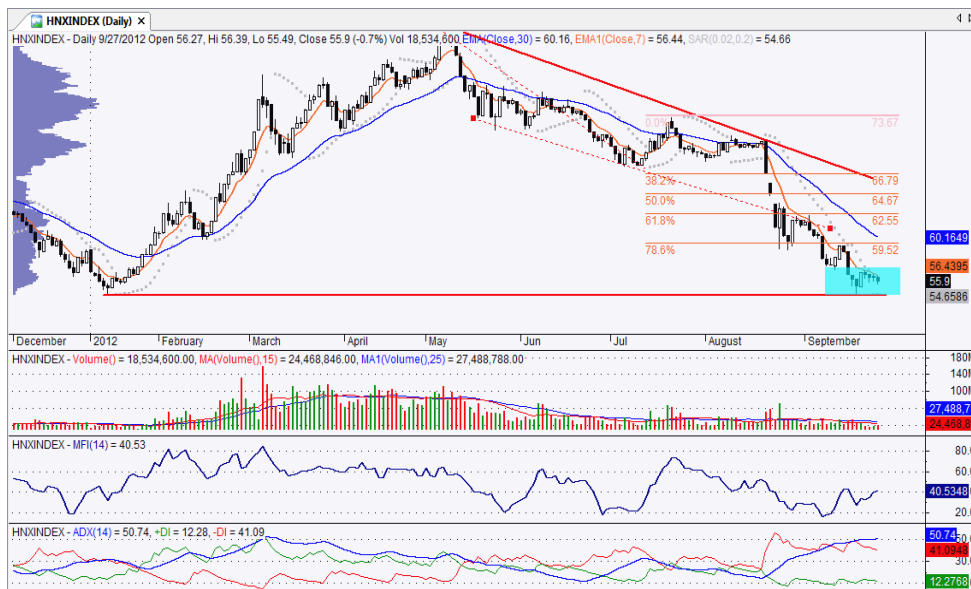 HNXINDEX (Daily)
HNXINDEX - Daily 9/27/2012 Open 56.27, Hi 56.39, Lo 55.49, Close 55.9 (-0.7%) Vol 18,534,600 EMA(Close,30) = 60.16, EMA1(Close,7) = 56.44, SAR(0.02,0.2) = 54.66
0.0% 73.67
38.2% 66.79
50.0% 64.67
61.8% 62.55
78.6% 59.52
60.1649
56.4395
55.9
54.6586
December 2012 February March April May Jun Jul August September
HNXINDEX - Volume() = 18,534,600.00, MA(Volume(),15) = 24,468,846.00, MA1(Volume(),25) = 27,488,788.00
180M
140M
100M
27,488,7
24,468,8
HNXINDEX - MFI(14) = 40.53
80.0
60.0
40.5348
20.0
HNXINDEX - ADX(14) = 50.74, +DI = 12.28, -DI = 41.09
50.74
41.0948
30.0
12.2768